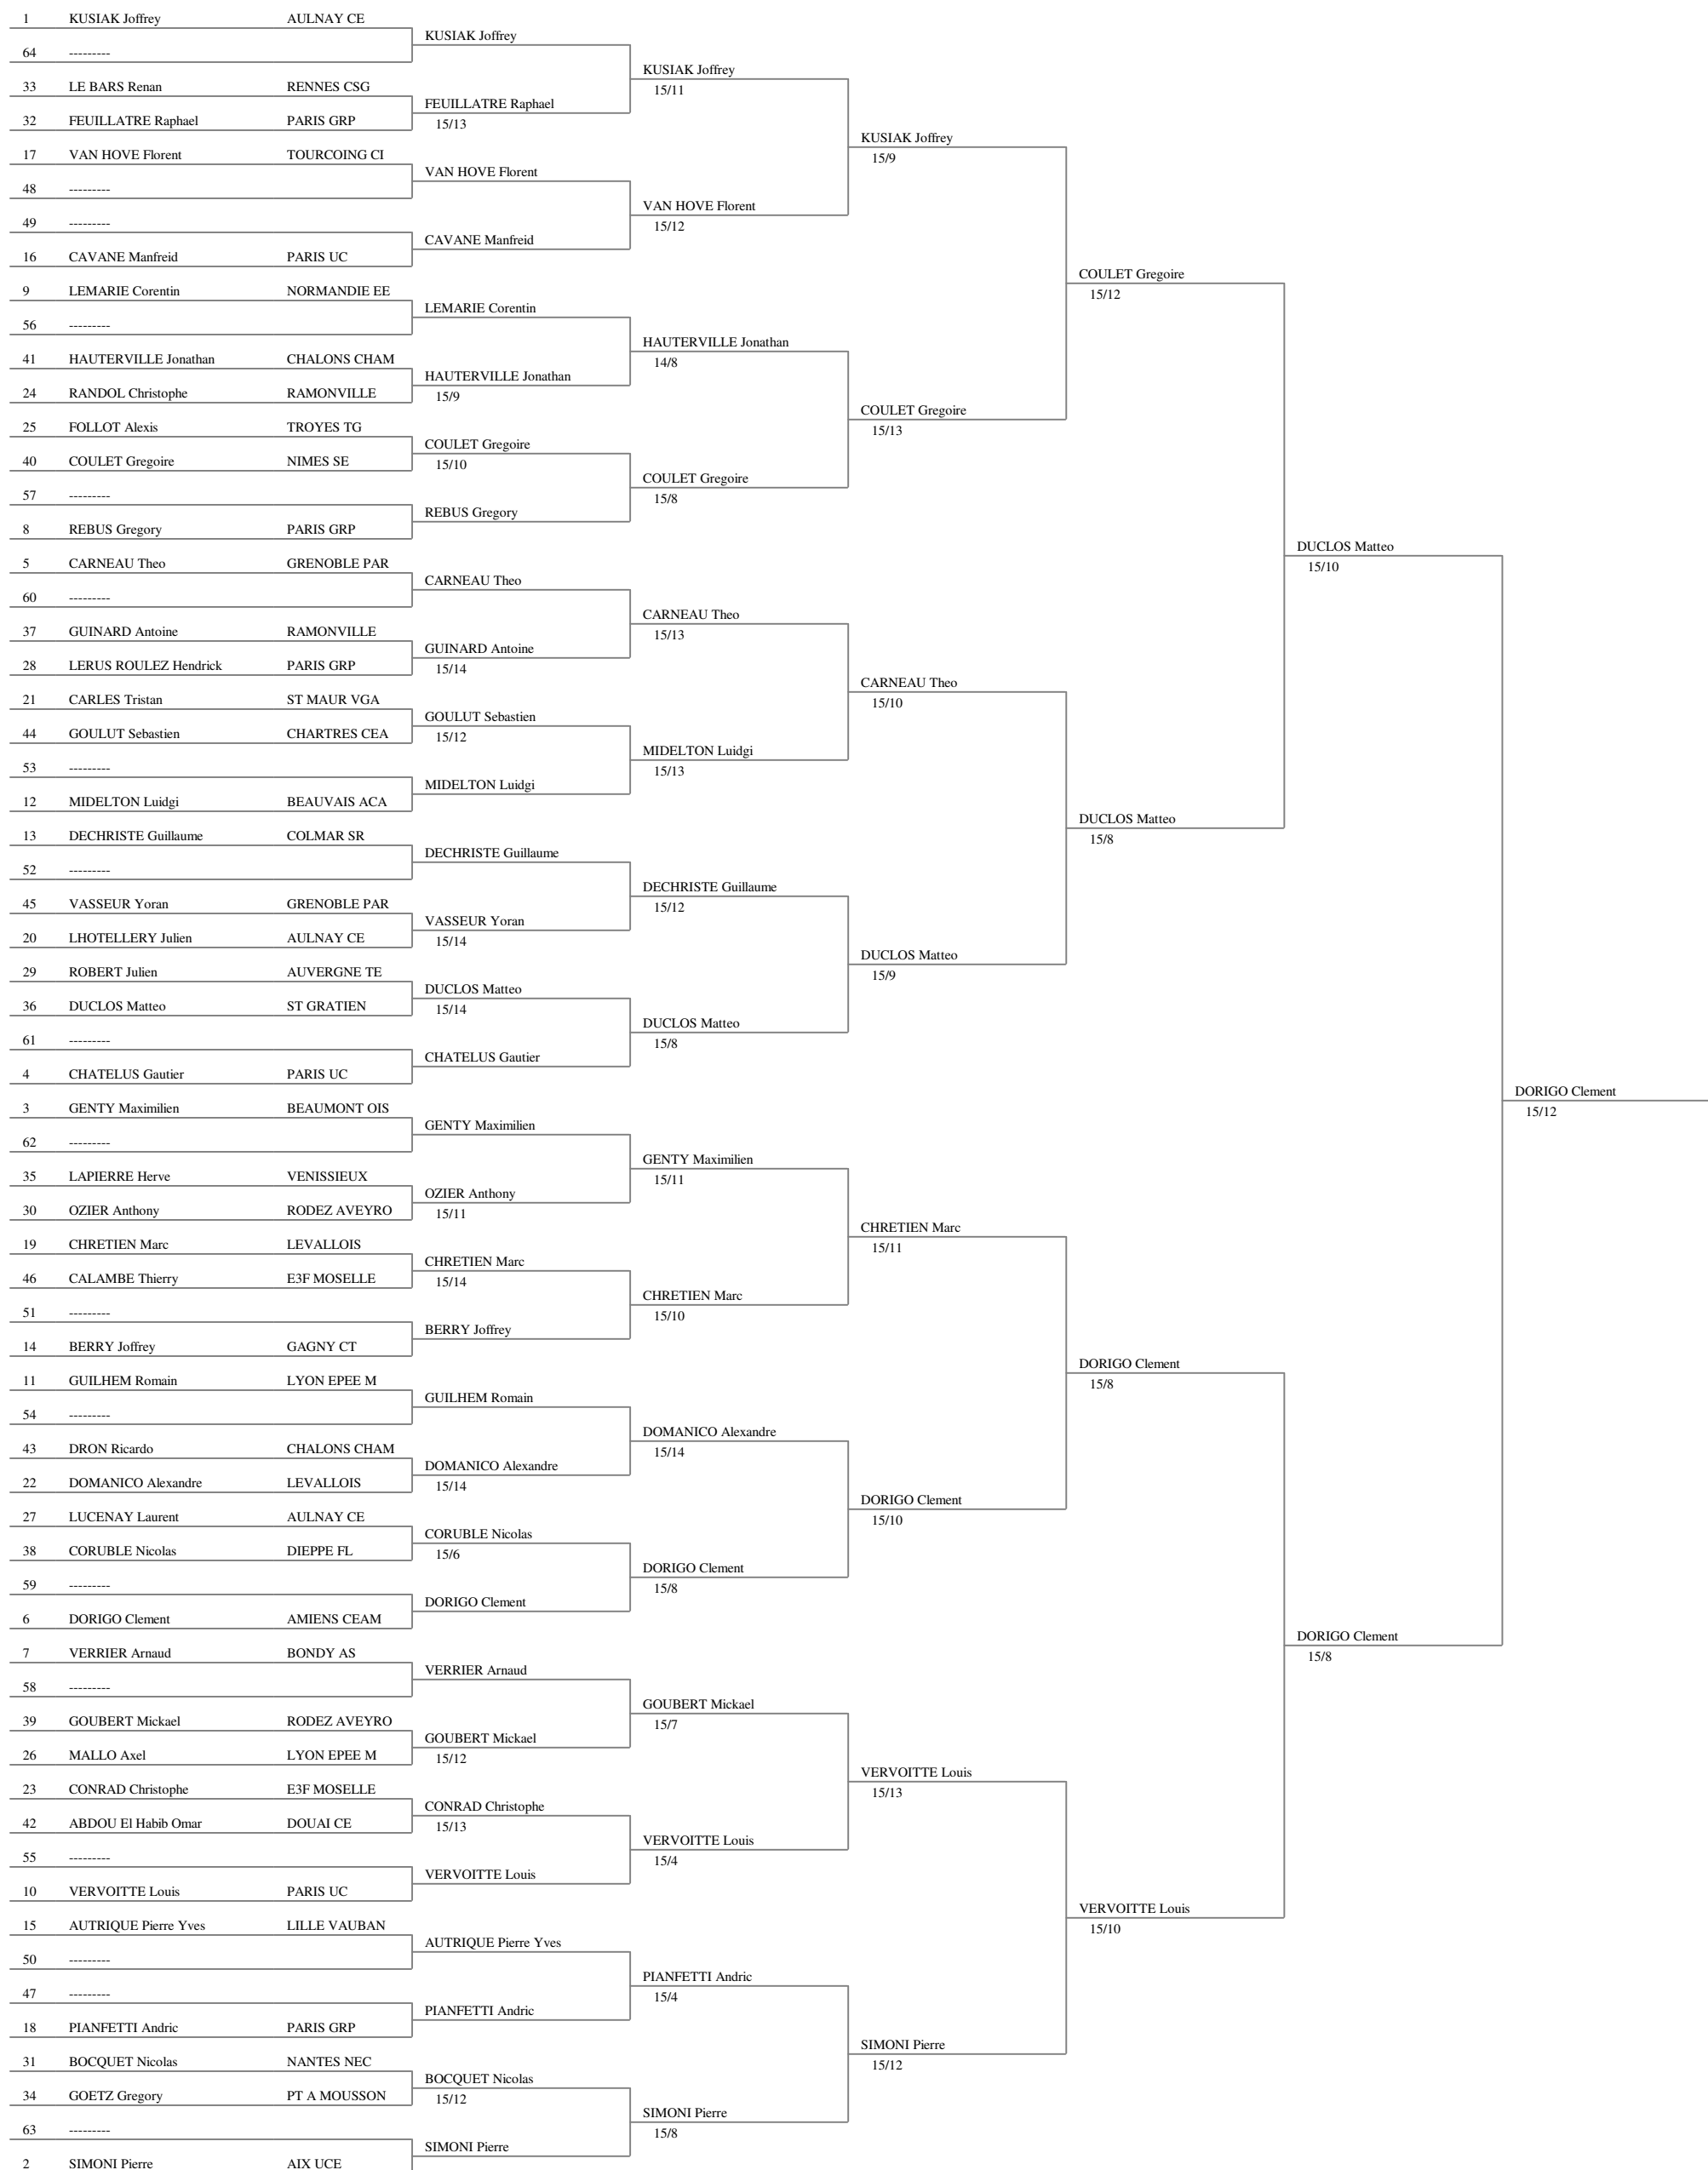 1 KUSIAK Joffrey AULNAY CE
KUSIAK Joffrey
64 ---------
KUSIAK Joffrey
15/11
33 LE BARS Renan RENNES CSG
FEUILLATRE Raphael
15/13
32 FEUILLATRE Raphael PARIS GRP
KUSIAK Joffrey
15/9
17 VAN HOVE Florent TOURCOING CI
VAN HOVE Florent
48 ---------
VAN HOVE Florent
15/12
49 ---------
CAVANE Manfreid
16 CAVANE Manfreid PARIS UC
COULET Gregoire
15/12
9 LEMARIE Corentin NORMANDIE EE
LEMARIE Corentin
56 ---------
HAUTERVILLE Jonathan
14/8
41 HAUTERVILLE Jonathan CHALONS CHAM
HAUTERVILLE Jonathan
15/9
24 RANDOL Christophe RAMONVILLE
COULET Gregoire
15/13
25 FOLLOT Alexis TROYES TG
COULET Gregoire
15/10
40 COULET Gregoire NIMES SE
COULET Gregoire
15/8
57 ---------
REBUS Gregory
8 REBUS Gregory PARIS GRP
DUCLOS Matteo
15/10
5 CARNEAU Theo GRENOBLE PAR
CARNEAU Theo
60 ---------
CARNEAU Theo
15/13
37 GUINARD Antoine RAMONVILLE
GUINARD Antoine
15/14
28 LERUS ROULEZ Hendrick PARIS GRP
CARNEAU Theo
15/10
21 CARLES Tristan ST MAUR VGA
GOULUT Sebastien
15/12
44 GOULUT Sebastien CHARTRES CEA
MIDELTON Luidgi
15/13
53 ---------
MIDELTON Luidgi
12 MIDELTON Luidgi BEAUVAIS ACA
DUCLOS Matteo
15/8
13 DECHRISTE Guillaume COLMAR SR
DECHRISTE Guillaume
52 ---------
DECHRISTE Guillaume
15/12
45 VASSEUR Yoran GRENOBLE PAR
VASSEUR Yoran
15/14
20 LHOTELLERY Julien AULNAY CE
DUCLOS Matteo
15/9
29 ROBERT Julien AUVERGNE TE
DUCLOS Matteo
15/14
36 DUCLOS Matteo ST GRATIEN
DUCLOS Matteo
15/8
61 ---------
CHATELUS Gautier
4 CHATELUS Gautier PARIS UC
DORIGO Clement
15/12
3 GENTY Maximilien BEAUMONT OIS
GENTY Maximilien
62 ---------
GENTY Maximilien
15/11
35 LAPIERRE Herve VENISSIEUX
OZIER Anthony
15/11
30 OZIER Anthony RODEZ AVEYRO
CHRETIEN Marc
15/11
19 CHRETIEN Marc LEVALLOIS
CHRETIEN Marc
15/14
46 CALAMBE Thierry E3F MOSELLE
CHRETIEN Marc
15/10
51 ---------
BERRY Joffrey
14 BERRY Joffrey GAGNY CT
DORIGO Clement
15/8
11 GUILHEM Romain LYON EPEE M
GUILHEM Romain
54 ---------
DOMANICO Alexandre
15/14
43 DRON Ricardo CHALONS CHAM
DOMANICO Alexandre
15/14
22 DOMANICO Alexandre LEVALLOIS
DORIGO Clement
15/10
27 LUCENAY Laurent AULNAY CE
CORUBLE Nicolas
15/6
38 CORUBLE Nicolas DIEPPE FL
DORIGO Clement
15/8
59 ---------
DORIGO Clement
6 DORIGO Clement AMIENS CEAM
DORIGO Clement
15/8
7 VERRIER Arnaud BONDY AS
VERRIER Arnaud
58 ---------
GOUBERT Mickael
15/7
39 GOUBERT Mickael RODEZ AVEYRO
GOUBERT Mickael
15/12
26 MALLO Axel LYON EPEE M
VERVOITTE Louis
15/13
23 CONRAD Christophe E3F MOSELLE
CONRAD Christophe
15/13
42 ABDOU El Habib Omar DOUAI CE
VERVOITTE Louis
15/4
55 ---------
VERVOITTE Louis
10 VERVOITTE Louis PARIS UC
VERVOITTE Louis
15/10
15 AUTRIQUE Pierre Yves LILLE VAUBAN
AUTRIQUE Pierre Yves
50 ---------
PIANFETTI Andric
15/4
47 ---------
PIANFETTI Andric
18 PIANFETTI Andric PARIS GRP
SIMONI Pierre
15/12
31 BOCQUET Nicolas NANTES NEC
BOCQUET Nicolas
15/12
34 GOETZ Gregory PT A MOUSSON
SIMONI Pierre
15/8
63 ---------
SIMONI Pierre
2 SIMONI Pierre AIX UCE